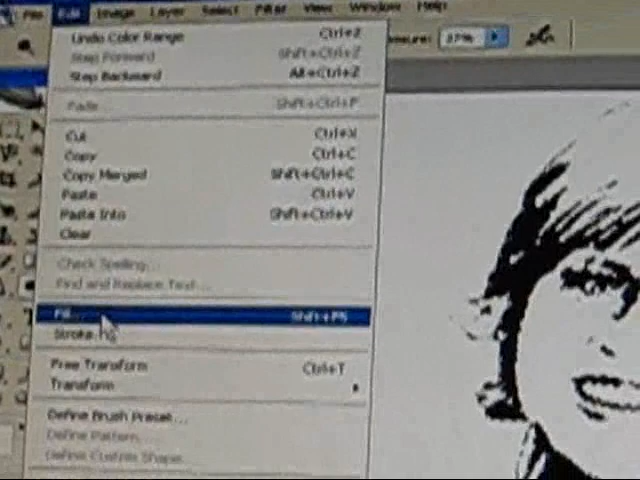 File Edit Image Layer Select Filter View Window Help
Undo Color Range Ctrl+Z
Step Forward Shift+Ctrl+Z
Step Backward Alt+Ctrl+Z
37%
Fade... Shift+Ctrl+F
Cut Ctrl+X
Copy Ctrl+C
Copy Merged Shift+Ctrl+C
Paste Ctrl+V
Paste Into Shift+Ctrl+V
Clear
Check Spelling...
Find and Replace Text...
Fill... Shift+F5
Stroke...
Free Transform Ctrl+T
Transform
Define Brush Preset...
Define Pattern...
Define Custom Shape...